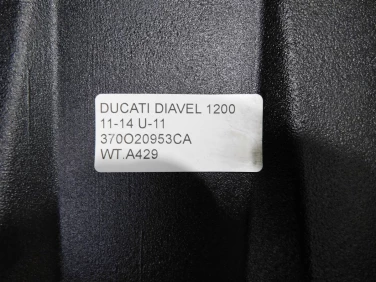 DUCATI DIAVEL 1200
11-14 U-11
370O20953CA
WT.A429